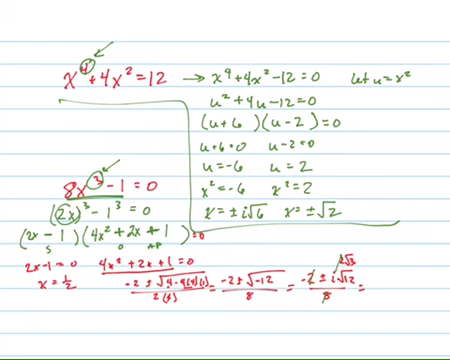 x⁴ + 4x² = 12 → x⁴ + 4x² - 12 = 0 let u = x²
u² + 4u - 12 = 0
(u + 6)(u - 2) = 0
u + 6 = 0 u - 2 = 0
u = -6 u = 2
x² = -6 x² = 2
x = ± i√6 x = ± √2
8x³ - 1 = 0
(2x)³ - 1³ = 0
(2x - 1)(4x² + 2x + 1) = 0
S O AP
2x - 1 = 0 4x² + 2x + 1 = 0
x = 1/2
-2 ± √4 - 4(4)(1) / 2(4) = -2 ± √-12 / 8 = -2 ± i√12 / 8 =
2√3